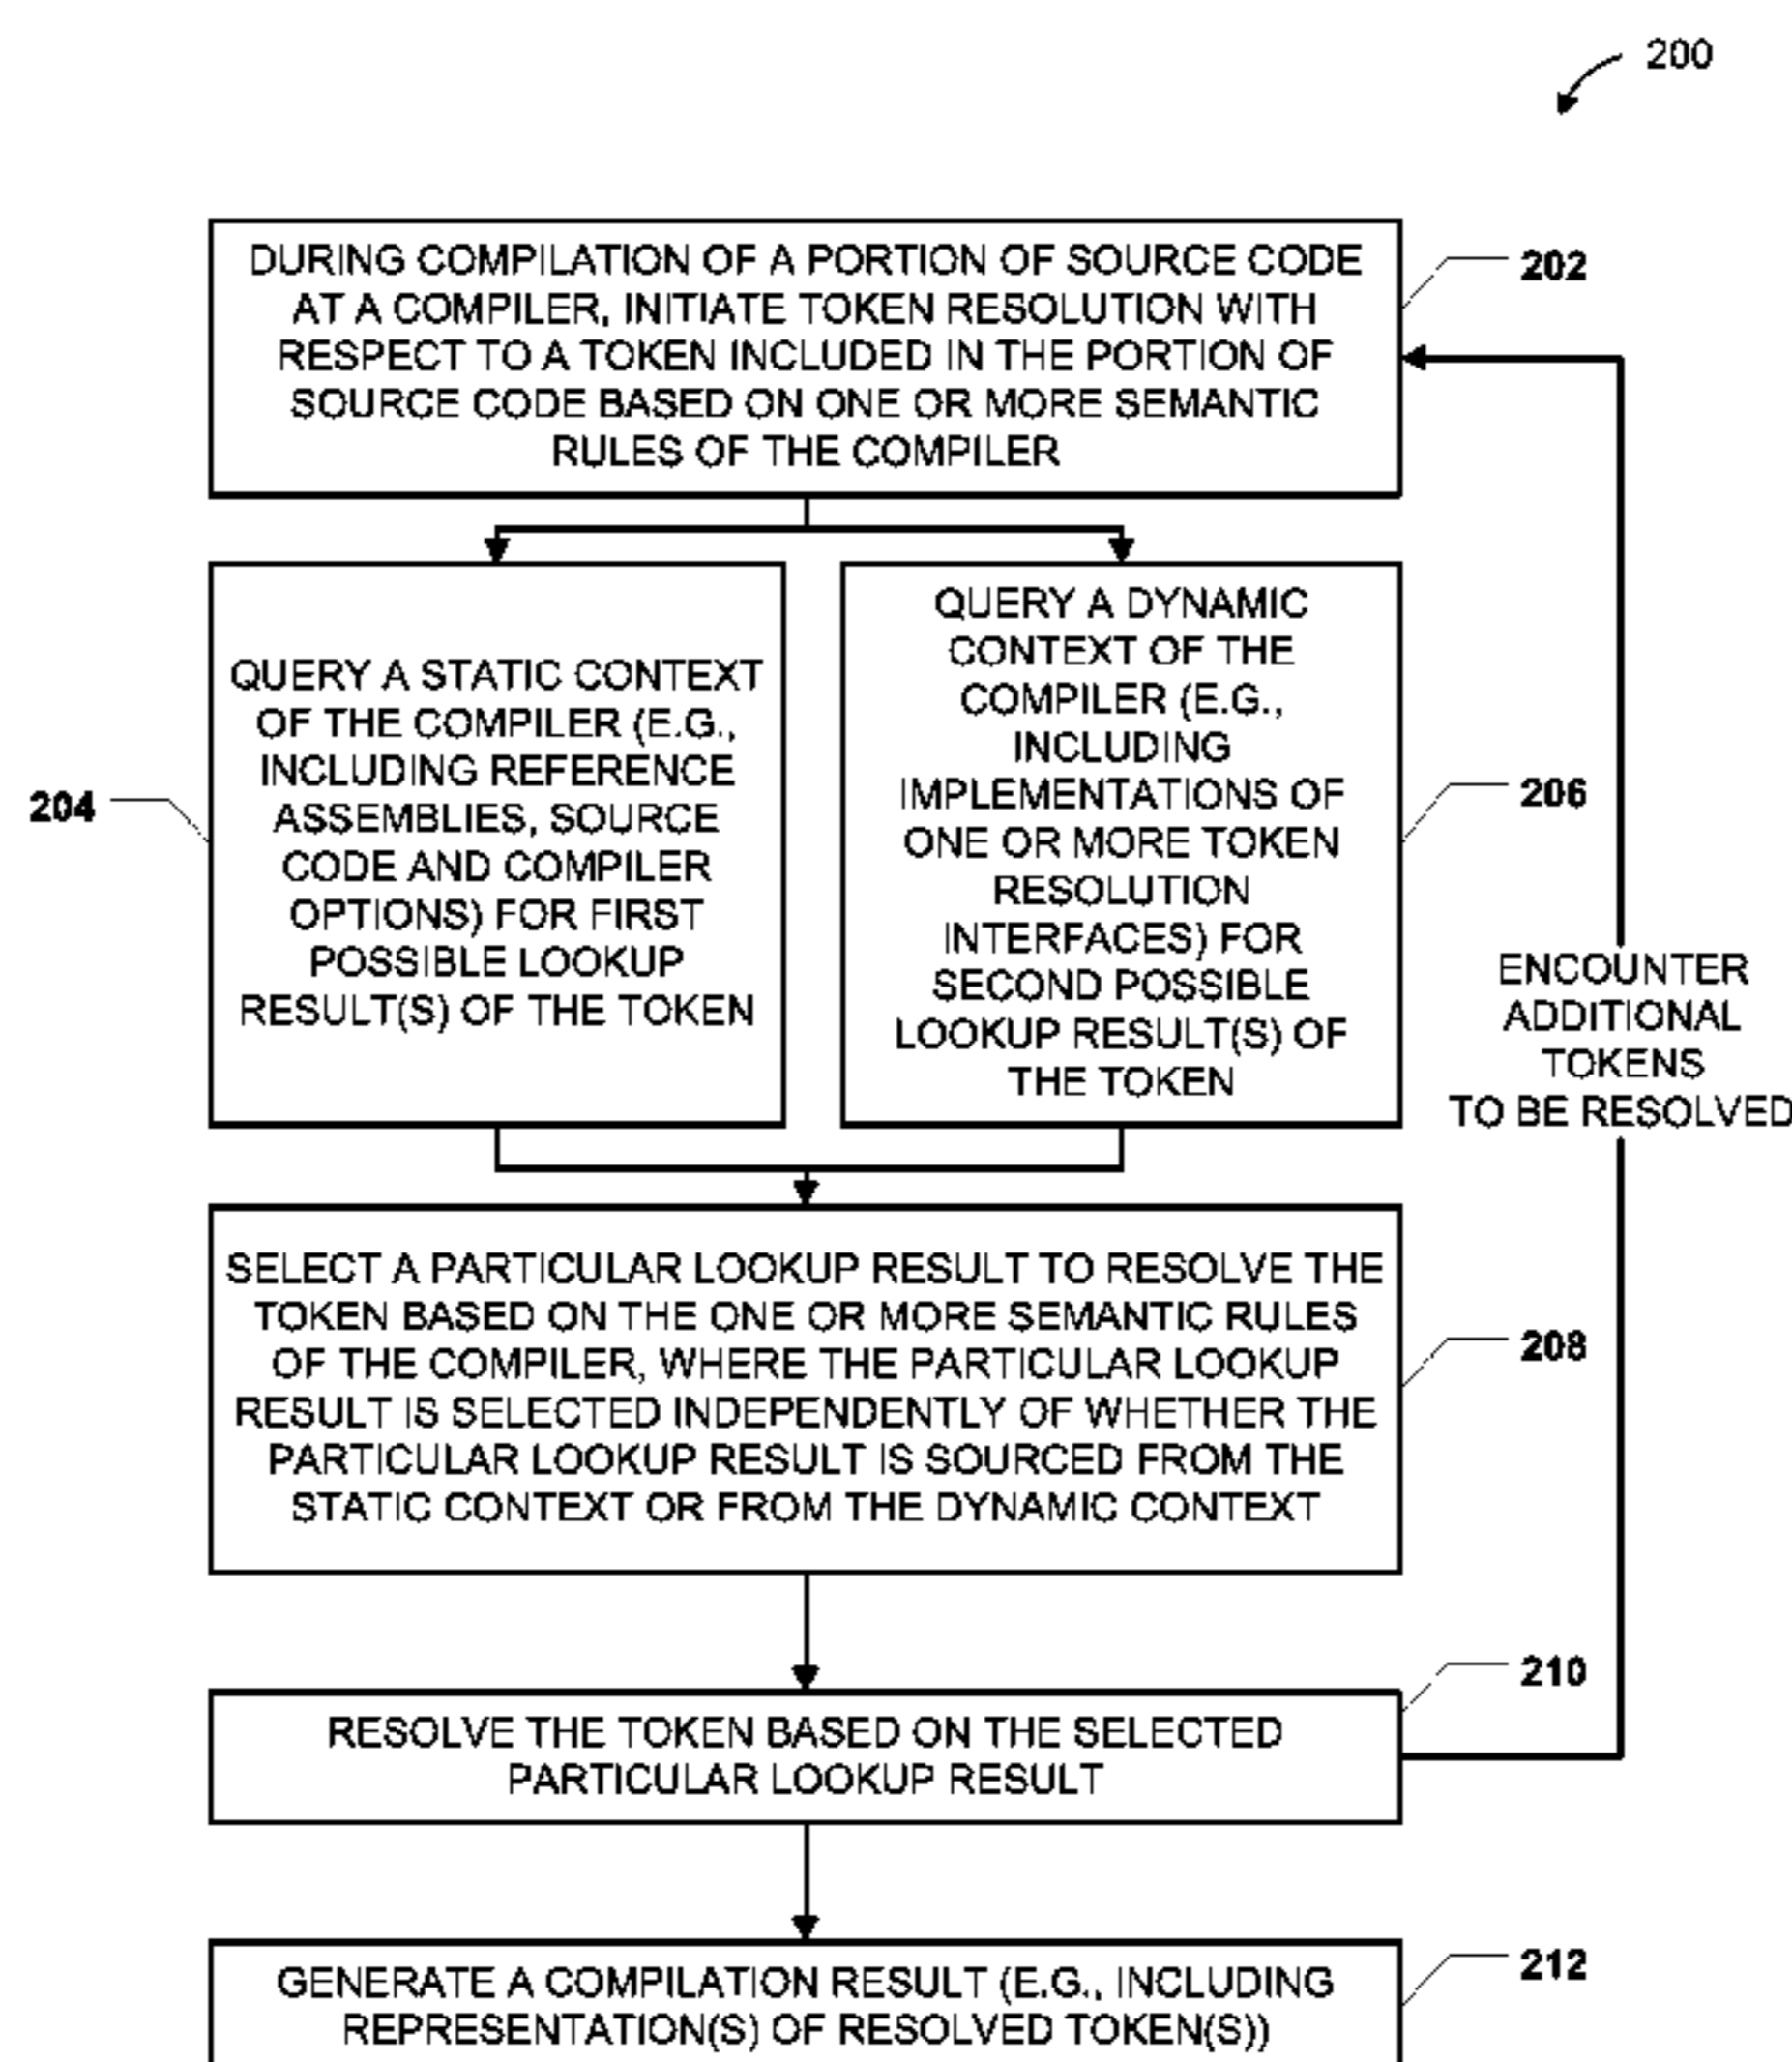 200
DURING COMPILATION OF A PORTION OF SOURCE CODE
AT A COMPILER, INITIATE TOKEN RESOLUTION WITH
RESPECT TO A TOKEN INCLUDED IN THE PORTION OF
SOURCE CODE BASED ON ONE OR MORE SEMANTIC
RULES OF THE COMPILER
202
QUERY A STATIC CONTEXT
OF THE COMPILER (E.G.,
INCLUDING REFERENCE
ASSEMBLIES, SOURCE
CODE AND COMPILER
OPTIONS) FOR FIRST
POSSIBLE LOOKUP
RESULT(S) OF THE TOKEN
204
QUERY A DYNAMIC
CONTEXT OF THE
COMPILER (E.G.,
INCLUDING
IMPLEMENTATIONS OF
ONE OR MORE TOKEN
RESOLUTION
INTERFACES) FOR
SECOND POSSIBLE
LOOKUP RESULT(S) OF
THE TOKEN
206
ENCOUNTER
ADDITIONAL
TOKENS
TO BE RESOLVED
SELECT A PARTICULAR LOOKUP RESULT TO RESOLVE THE
TOKEN BASED ON THE ONE OR MORE SEMANTIC RULES
OF THE COMPILER, WHERE THE PARTICULAR LOOKUP
RESULT IS SELECTED INDEPENDENTLY OF WHETHER THE
PARTICULAR LOOKUP RESULT IS SOURCED FROM THE
STATIC CONTEXT OR FROM THE DYNAMIC CONTEXT
208
RESOLVE THE TOKEN BASED ON THE SELECTED
PARTICULAR LOOKUP RESULT
210
GENERATE A COMPILATION RESULT (E.G., INCLUDING
REPRESENTATION(S) OF RESOLVED TOKEN(S))
212